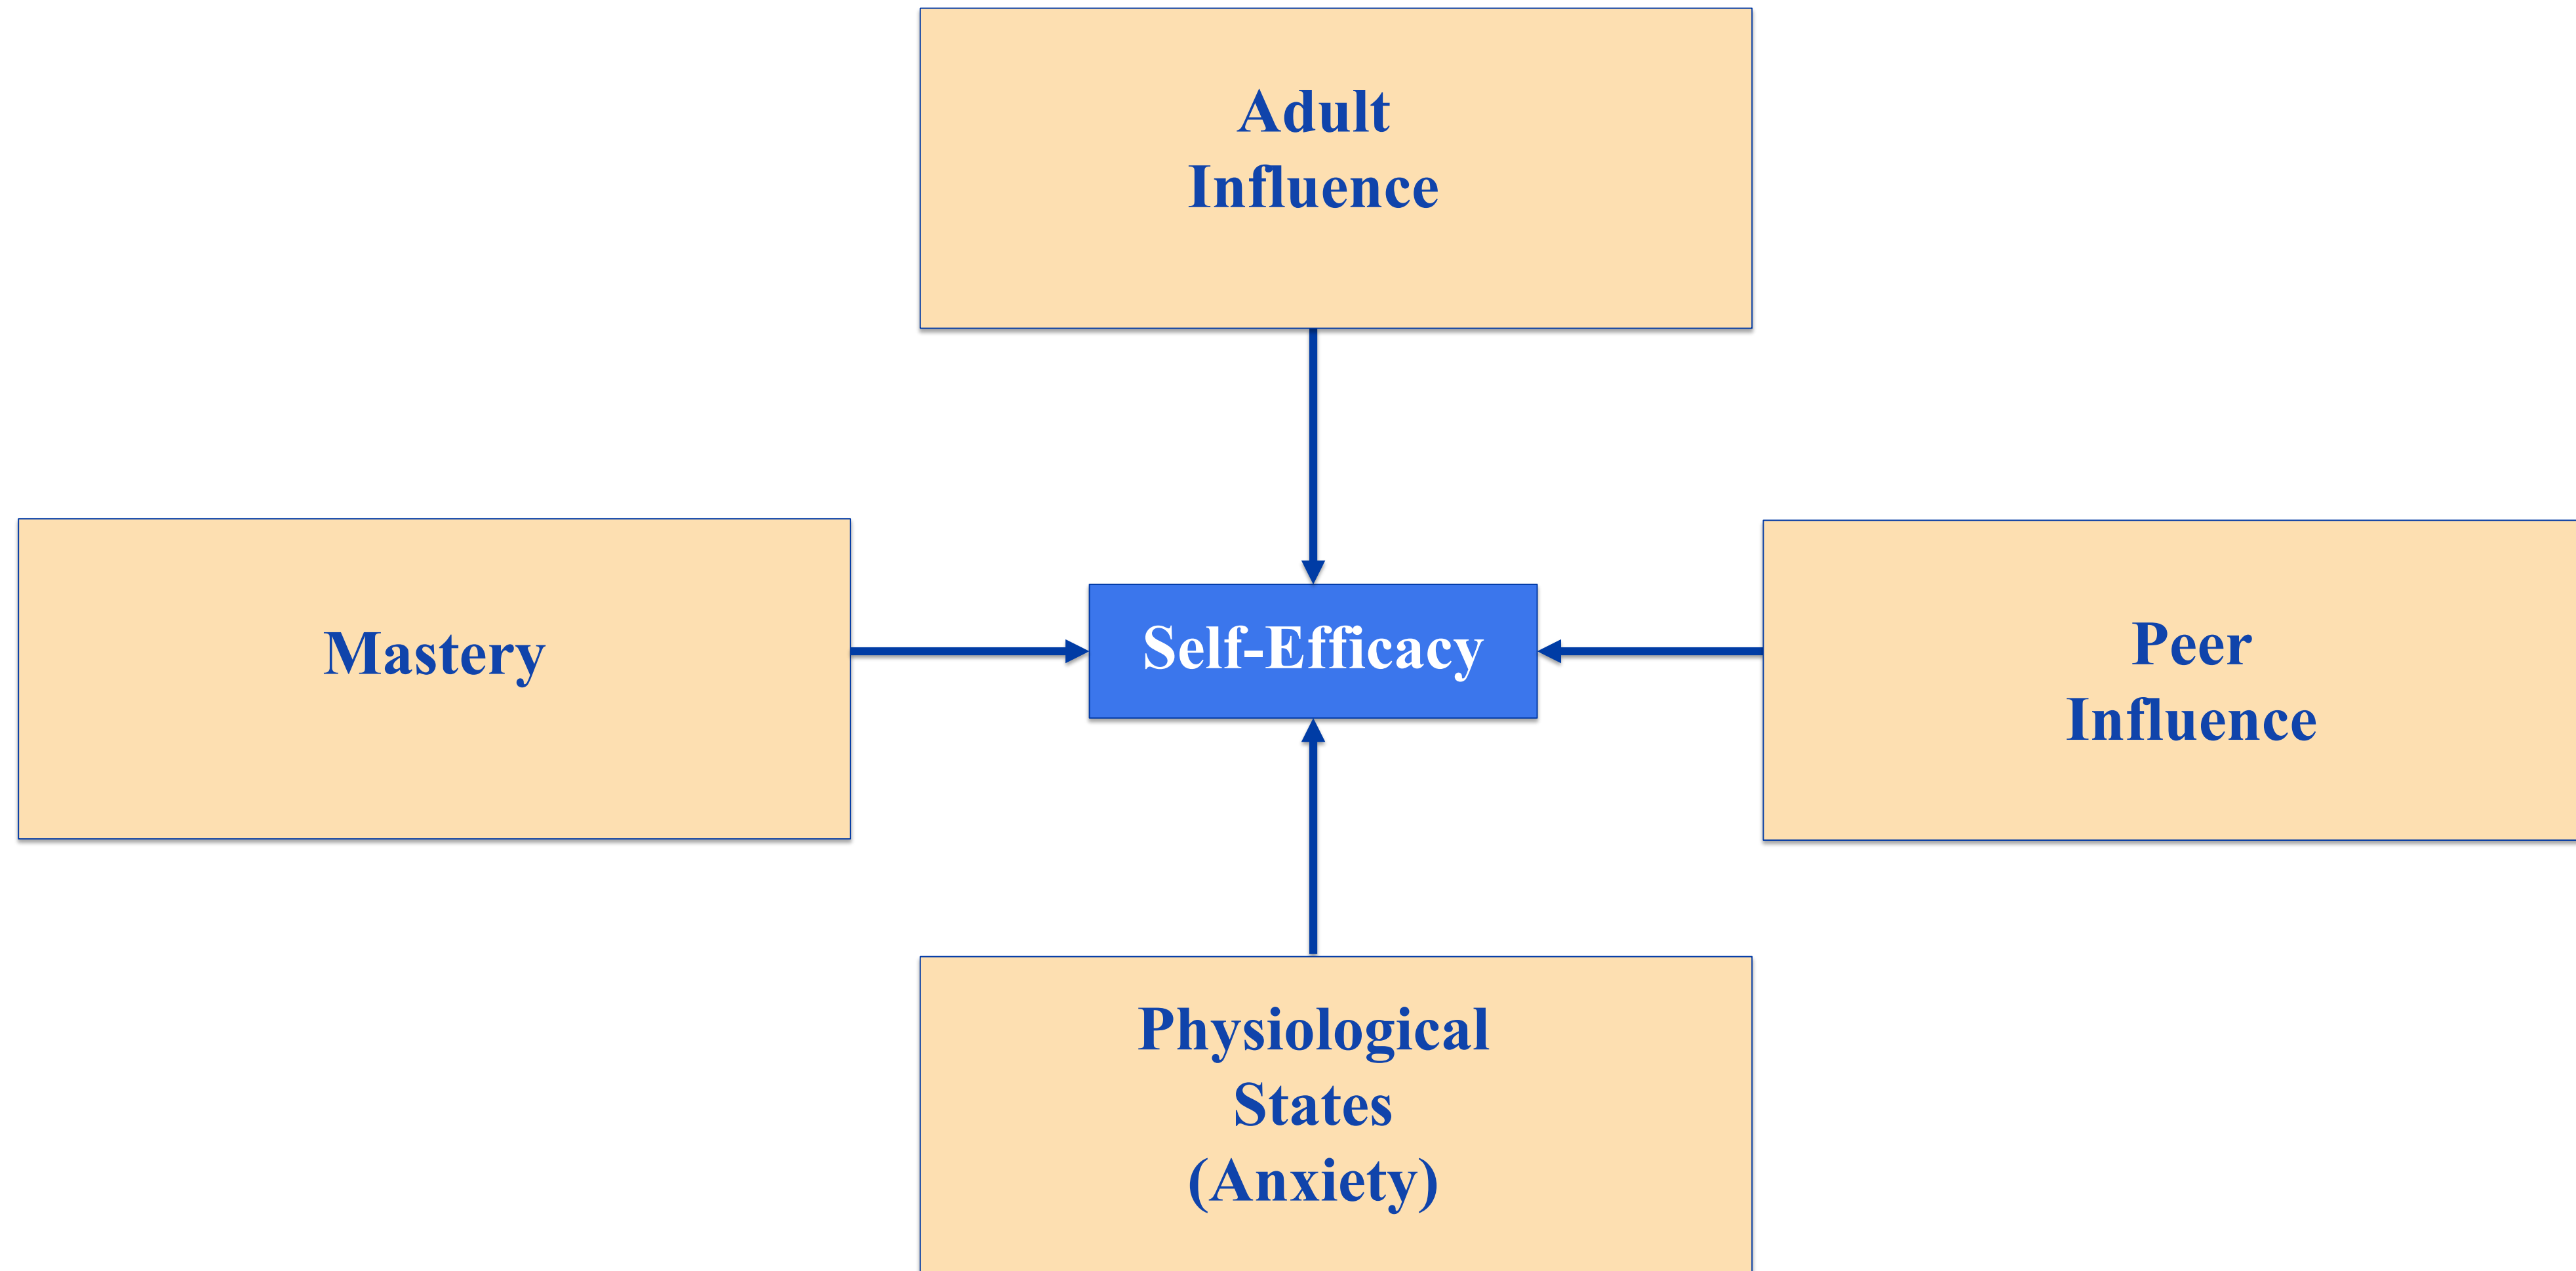 Adult
Influence
Mastery
Self-Efficacy
Peer
Influence
Physiological
States
(Anxiety)